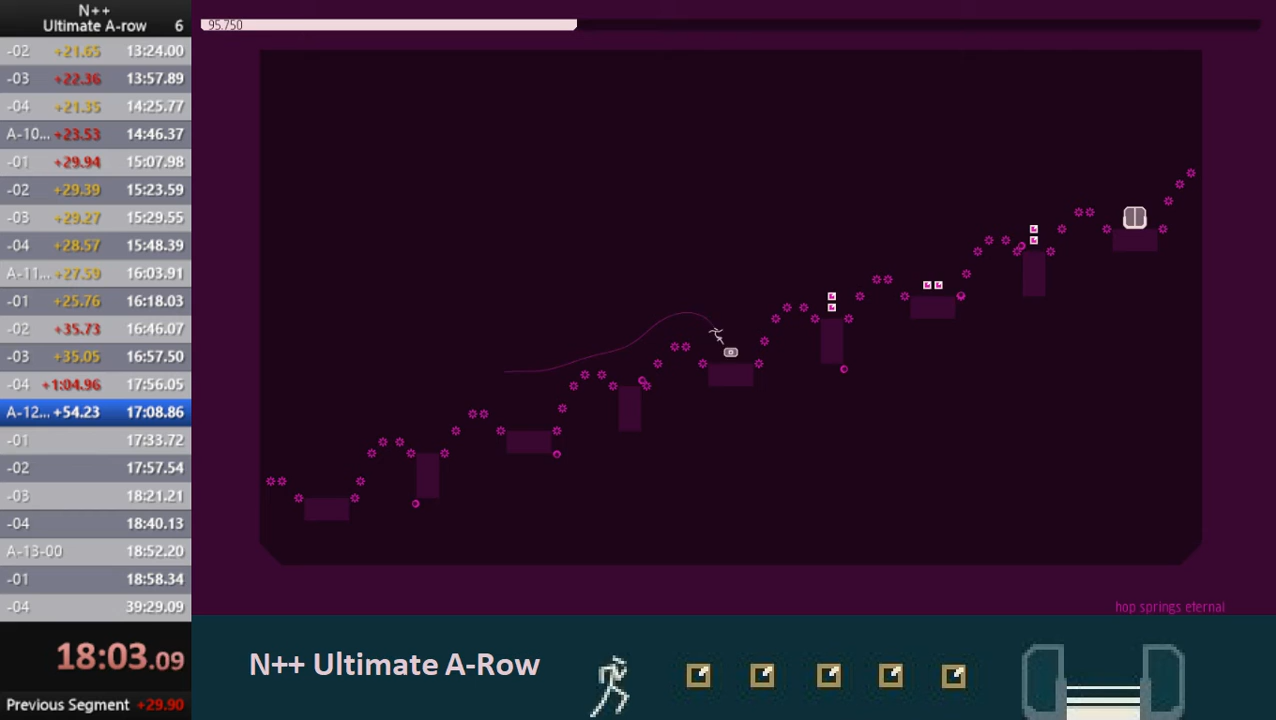 N++
Ultimate A-row 6
-02 +21.65 13:24.00
-03 +22.36 13:57.89
-04 +21.35 14:25.77
A-10... +23.53 14:46.37
-01 +29.94 15:07.98
-02 +29.39 15:23.59
-03 +29.27 15:29.55
-04 +28.57 15:48.39
A-11... +27.59 16:03.91
-01 +25.76 16:18.03
-02 +35.73 16:46.07
-03 +35.05 16:57.50
-04 +1:04.96 17:56.05
A-12... +54.23 17:08.86
-01 17:33.72
-02 17:57.54
-03 18:21.21
-04 18:40.13
A-13-00 18:52.20
-01 18:58.34
-04 39:29.09
18:03.09
Previous Segment +29.90
95.750
hop springs eternal
N++ Ultimate A-Row